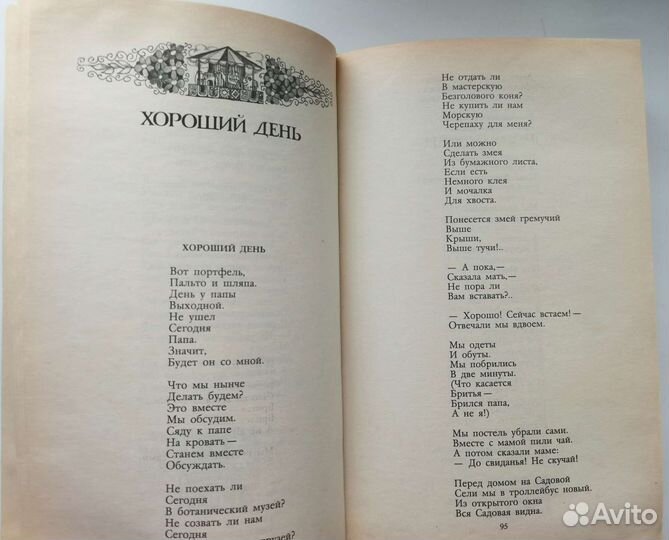 ХОРОШИЙ ДЕНЬ
ХОРОШИЙ ДЕНЬ
Вот портфель,
Пальто и шляпа.
День у папы
Выходной.
Не ушел
Сегодня
Папа.
Значит,
Будет он со мной.
Что мы нынче
Делать будем?
Это вместе
Мы обсудим.
Сяду к папе
На кровать —
Станем вместе
Обсуждать.
Не поехать ли
Сегодня
В ботанический музей?
Не созвать ли нам
Сегодня
Не отдать ли
В мастерскую
Безголового коня?
Не купить ли нам
Морскую
Черепаху для меня?
Или можно
Сделать змея
Из бумажного листа,
Если есть
Немного клея
И мочалка
Для хвоста.
Понесется змей гремучий
Выше
Крыши,
Выше тучи!..
— А пока,—
Сказала мать,—
Не пора ли
Вам вставать?..
— Хорошо! Сейчас встаем! —
Отвечали мы вдвоем.
Мы одеты
И обуты.
Мы побрились
В две минуты.
(Что касается
Бритья —
Брился папа,
А не я!)
Мы постель убрали сами.
Вместе с мамой пили чай.
А потом сказали маме:
— До свиданья! Не скучай!
Перед домом на Садовой
Сели мы в троллейбус новый.
Из открытого окна
Вся Садовая видна.
95
Avito